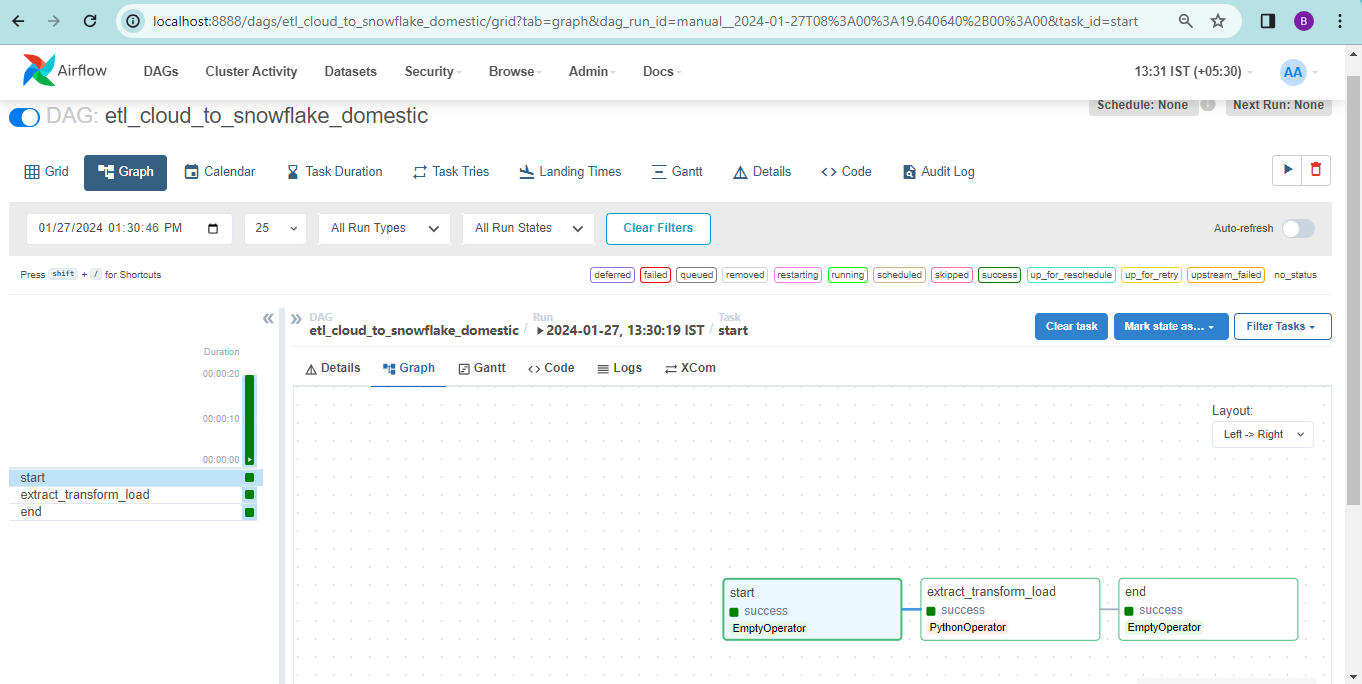 localhost:8888/dags/etl_cloud_to_snowflake_domestic/grid?tab=graph&dag_run_id=manual__2024-01-27T08%3A00%3A19.640640%2B00%3A00&task_id=start B
Airflow DAGs Cluster Activity Datasets Security Browse Admin Docs 13:31 IST (+05:30) AA
DAG: etl_cloud_to_snowflake_domestic Schedule: None i Next Run: None
Grid Graph Calendar Task Duration Task Tries Landing Times Gantt Details Code Audit Log
01/27/2024 01:30:46 PM 25 All Run Types All Run States Clear Filters Auto-refresh
Press shift + / for Shortcuts deferred failed queued removed restarting running scheduled skipped success up_for_reschedule up_for_retry upstream_failed no_status
DAG Run Task
etl_cloud_to_snowflake_domestic / 2024-01-27, 13:30:19 IST / start Clear task Mark state as... Filter Tasks
Details Graph Gantt Code Logs XCom
Duration
00:00:20
00:00:10
00:00:00
start
extract_transform_load
end
Layout:
Left -> Right
start
success
EmptyOperator
extract_transform_load
success
PythonOperator
end
success
EmptyOperator